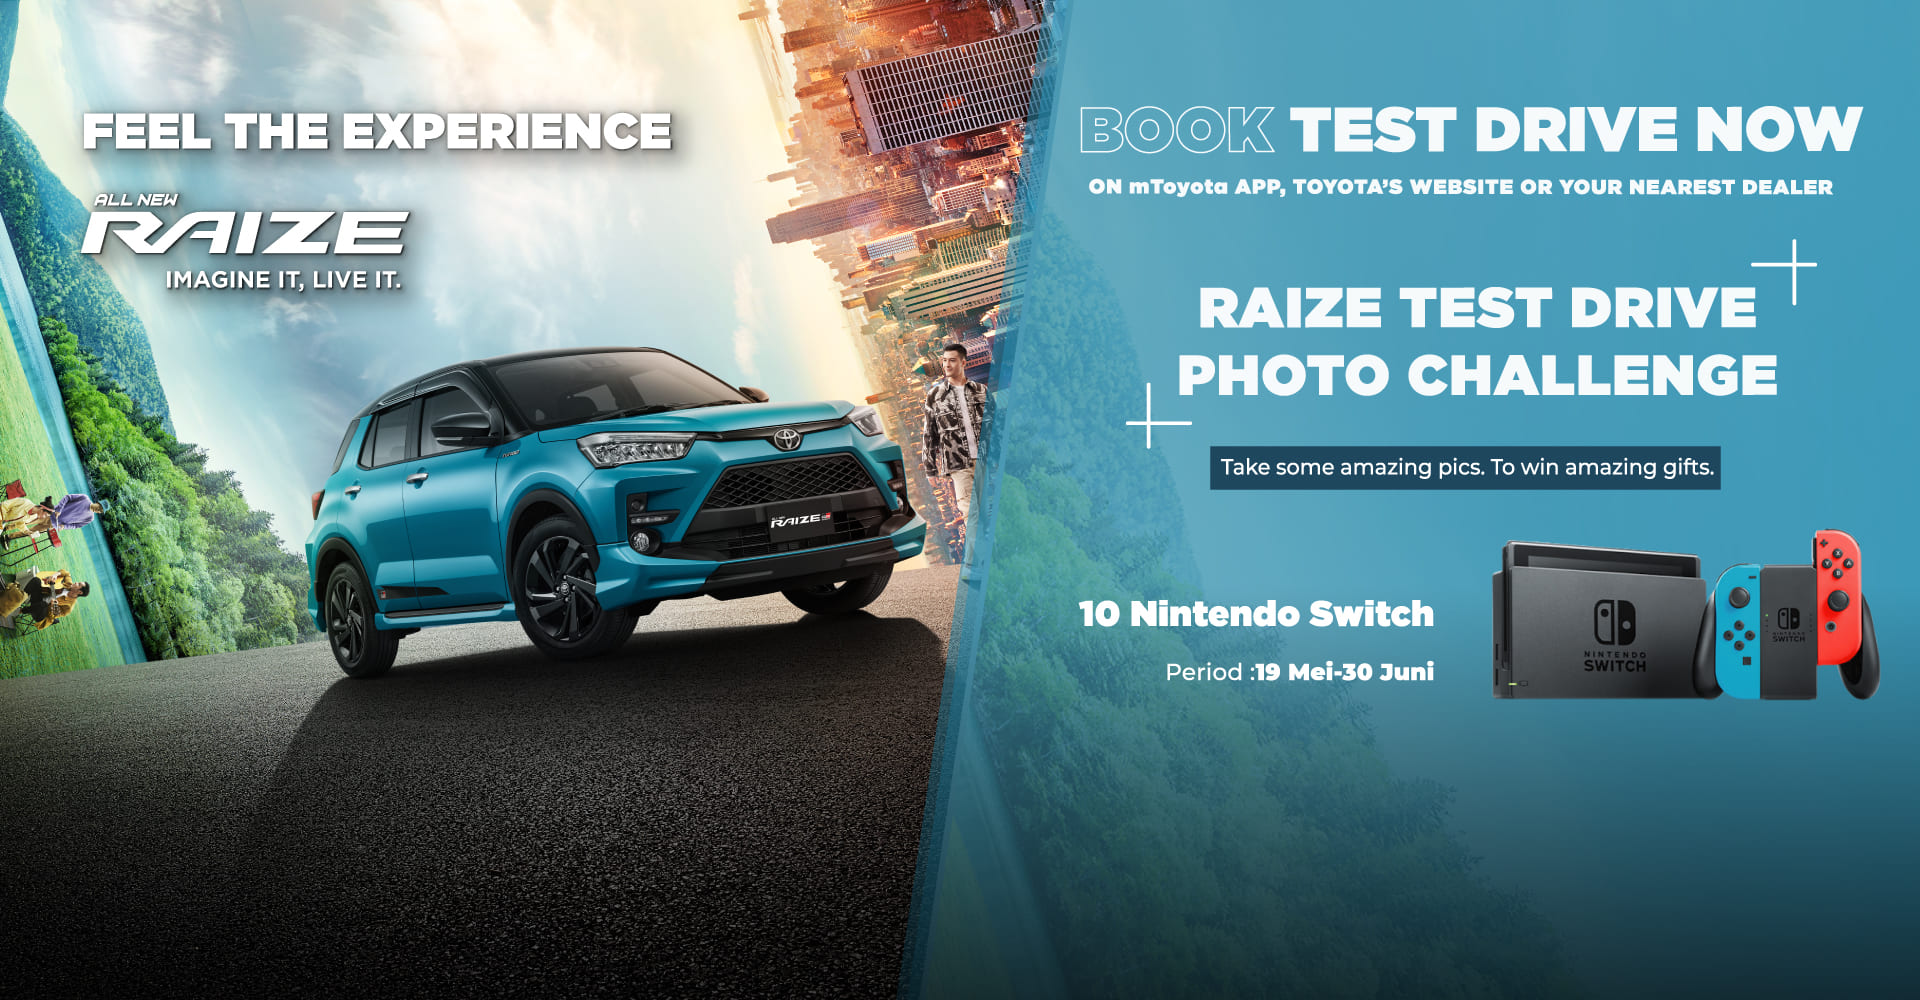 FEEL THE EXPERIENCE
ALL NEW
RAIZE
IMAGINE IT, LIVE IT.
TURBO
RAIZE
BOOK TEST DRIVE NOW
ON mToyota APP, TOYOTA'S WEBSITE OR YOUR NEAREST DEALER
RAIZE TEST DRIVE
PHOTO CHALLENGE
Take some amazing pics. To win amazing gifts.
10 Nintendo Switch
Period :19 Mei-30 Juni
NINTENDO
SWITCH
NINTENDO
SWITCH
X
Y
A
B